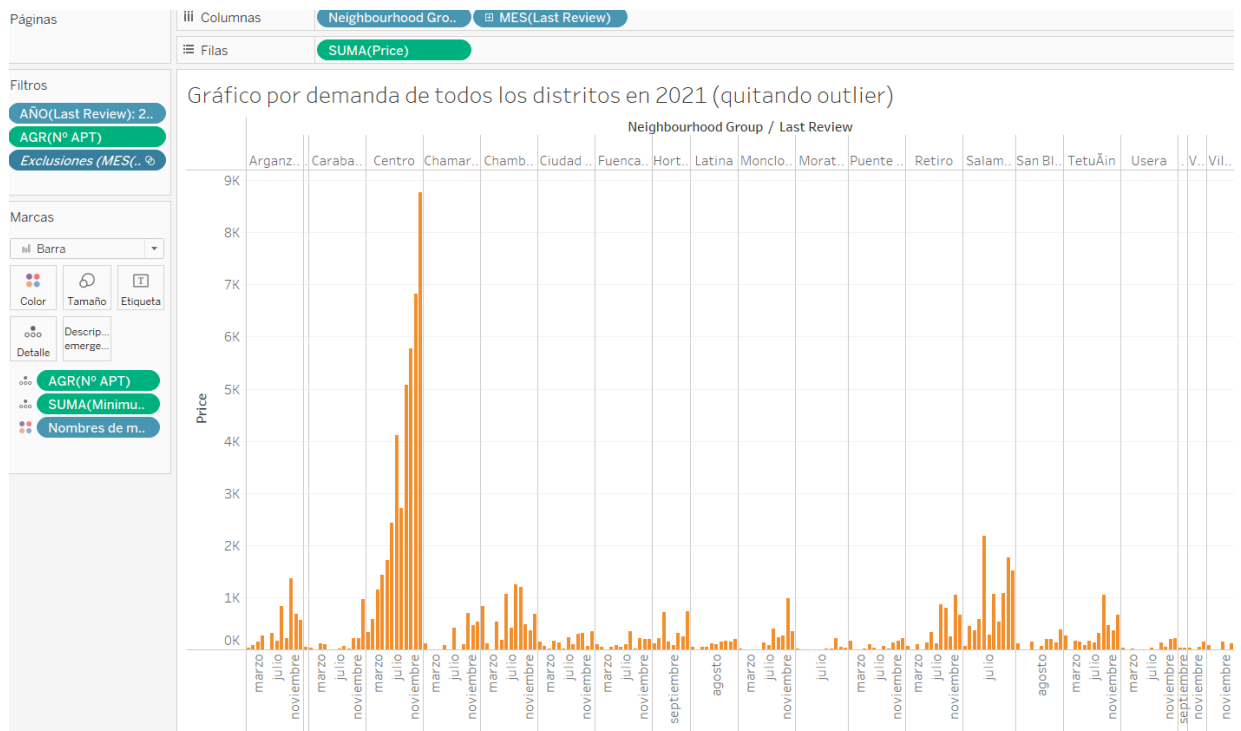 Páginas
Columnas
Neighbourhood Gro..
MES(Last Review)
Filas
SUMA(Price)
Filtros
AÑO(Last Review): 2..
AGR(Nº APT)
Exclusiones (MES(..
Marcas
Barra
Color
Tamaño
Etiqueta
Detalle
Descrip...
emerge...
AGR(Nº APT)
SUMA(Minimu..
Nombres de m..
Gráfico por demanda de todos los distritos en 2021 (quitando outlier)
Neighbourhood Group / Last Review
Arganz.. . Caraba.. Centro Chamar.. Chamb.. Ciudad .. Fuenca.. Hort.. Latina Monclo.. Morat.. Puente .. Retiro Salam.. San Bl.. TetuÃin Usera . V.. Vil..
Price
9K
8K
7K
6K
5K
4K
3K
2K
1K
0K
marzo
julio
noviembre
marzo
julio
noviembre
marzo
julio
noviembre
marzo
julio
noviembre
marzo
julio
noviembre
marzo
julio
noviembre
marzo
julio
noviembre
septiembre
agosto
marzo
julio
noviembre
julio
marzo
julio
noviembre
marzo
julio
noviembre
julio
agosto
marzo
julio
noviembre
marzo
julio
noviembre
septiembre
noviembre
noviembre